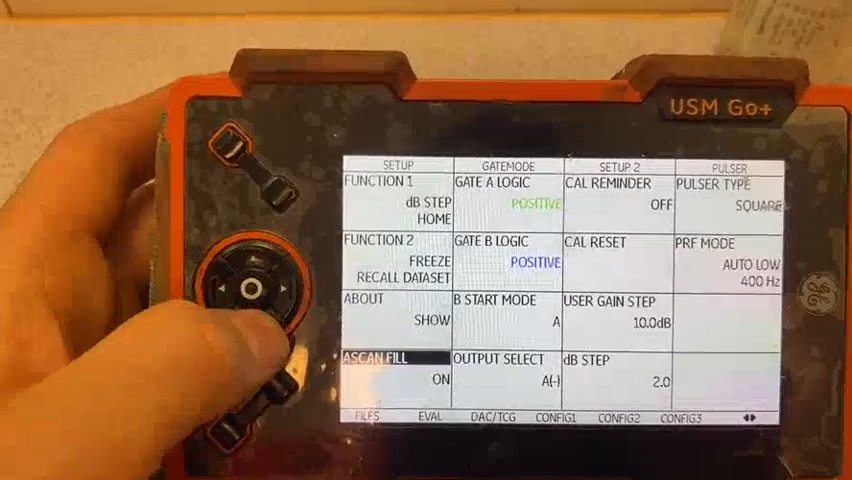 USM Go+
SETUP GATEMODE SETUP 2 PULSER
FUNCTION 1 GATE A LOGIC CAL REMINDER PULSER TYPE
dB STEP POSITIVE OFF SQUARE
HOME
FUNCTION 2 GATE B LOGIC CAL RESET PRF MODE
FREEZE POSITIVE AUTO LOW
RECALL DATASET 400 Hz
ABOUT B START MODE USER GAIN STEP
SHOW A 10.0dB
ASCAN FILL OUTPUT SELECT dB STEP
ON A(-) 2.0
FILES EVAL DAC/TCG CONFIG1 CONFIG2 CONFIG3